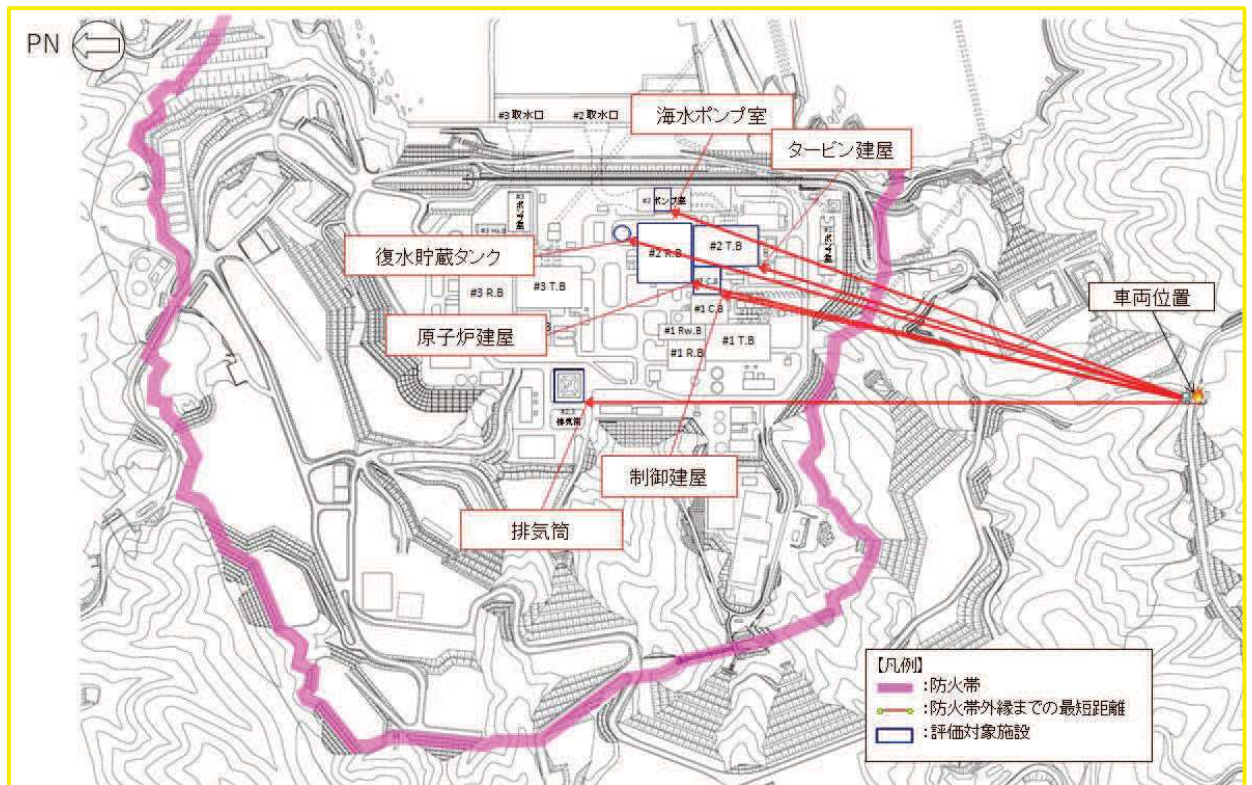 PN
#3 取水口
#2 取水口
海水ポンプ室
タービン建屋
#2 ポンプ室
#3 Hx.B
復水貯蔵タンク
#2 R.B
#2 T.B
車両位置
#3 R.B
#3 T.B
#1 C.B
原子炉建屋
#1 Rw.B
#1 R.B
#1 T.B
#2,3
排気筒
制御建屋
排気筒
【凡例】
:防火帯
:防火帯外縁までの最短距離
:評価対象施設